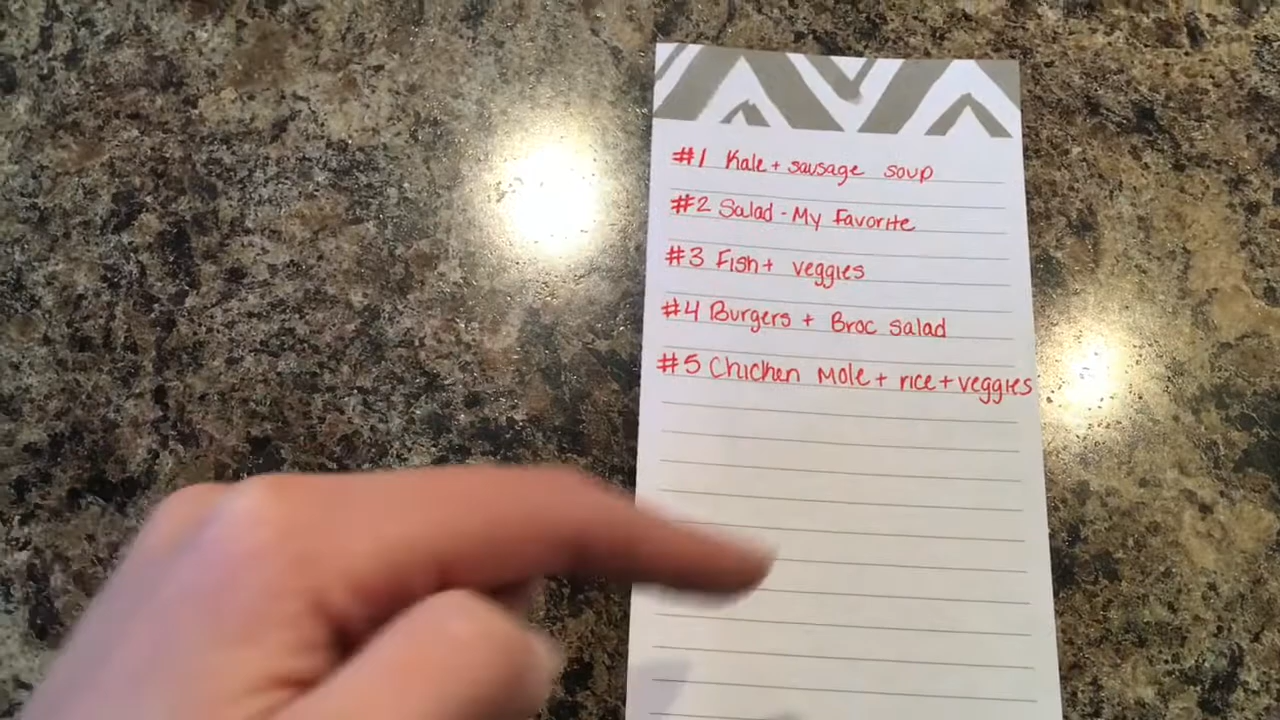 #1 Kale + sausage soup
#2 Salad - My favorite
#3 Fish + veggies
#4 Burgers + Broc salad
#5 Chicken Mole + rice + veggies